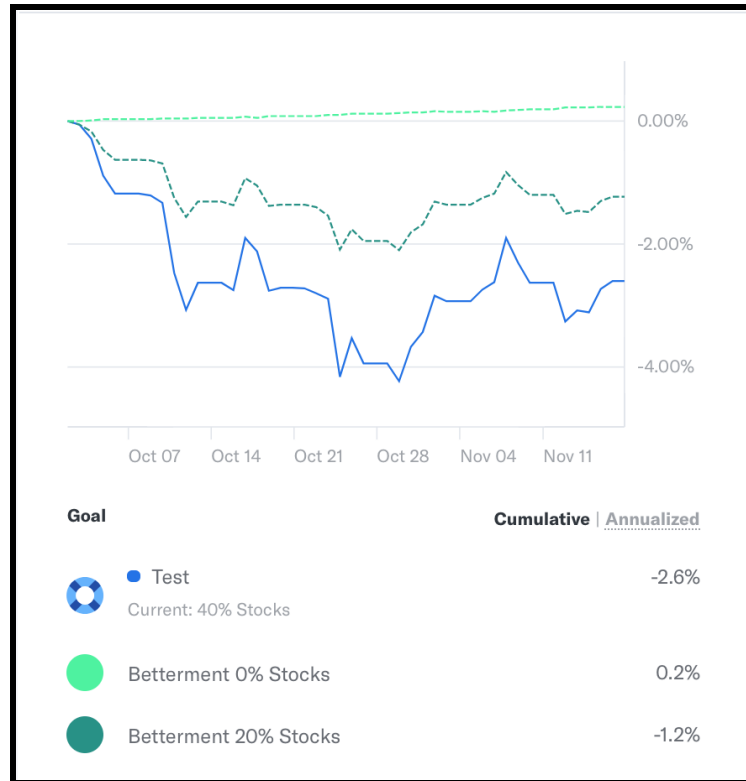 0.00%
-2.00%
-4.00%
Oct 07 Oct 14 Oct 21 Oct 28 Nov 04 Nov 11
Goal Cumulative | Annualized
Test -2.6%
Current: 40% Stocks
Betterment 0% Stocks 0.2%
Betterment 20% Stocks -1.2%